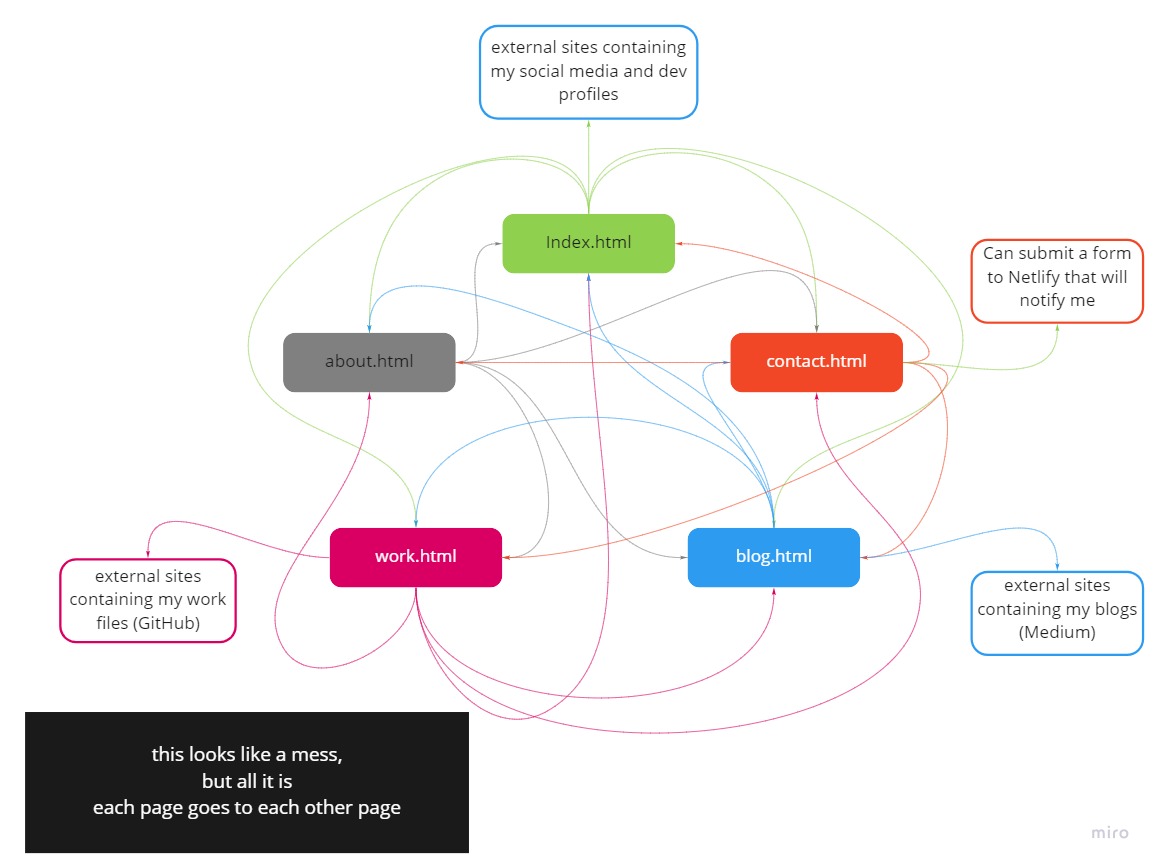 external sites containing
my social media and dev
profiles
Index.html
Can submit a form
to Netlify that will
notify me
about.html
contact.html
work.html
blog.html
external sites
containing my work
files (GitHub)
external sites
containing my blogs
(Medium)
this looks like a mess,
but all it is
each page goes to each other page
miro